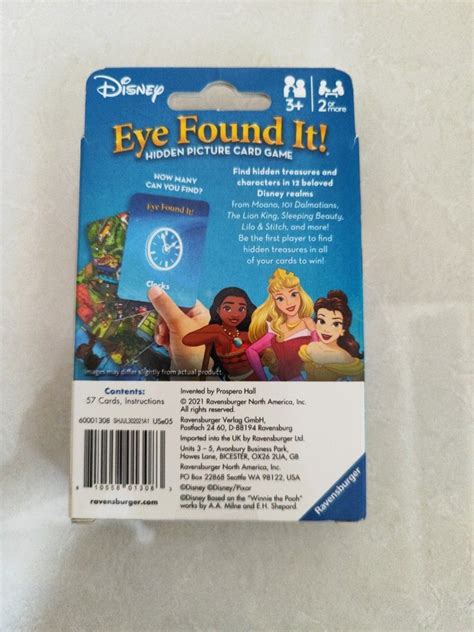 Disney
3+
2 or more
Eye Found It!®
HIDDEN PICTURE CARD GAME
HOW MANY
CAN YOU FIND?
Eye Found It!
Clocks
Find hidden treasures and
characters in 12 beloved
Disney realms
from Moana, 101 Dalmatians,
The Lion King, Sleeping Beauty,
Lilo & Stitch, and more!
Be the first player to find
hidden treasures in all
of your cards to win!
Images may differ slightly from actual product.
Contents:
57 Cards, Instructions
60001308 SHJUL302021A1 USe05
ravensburger.com
Invented by Prospero Hall
© 2021 Ravensburger North America, Inc.
All rights reserved.
Ravensburger Verlag GmbH,
Postfach 24 60, D-88194 Ravensburg
Imported into the UK by Ravensburger Ltd.
Units 3 – 5, Avonbury Business Park,
Howes Lane, BICESTER, OX26 2UA, GB
Ravensburger North America, Inc.
PO Box 22868 Seattle WA 98122, USA
©Disney ©Disney/Pixar
©Disney Based on the "Winnie the Pooh"
works by A.A. Milne and E.H. Shepard.
Ravensburger